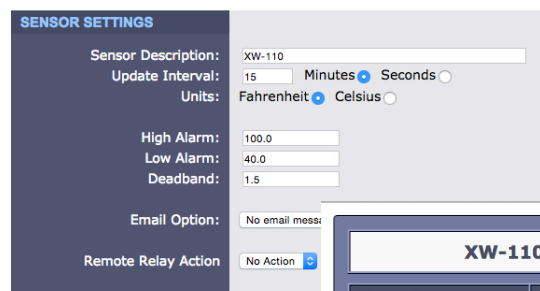 SENSOR SETTINGS
Sensor Description: XW-110
Update Interval: 15 Minutes Seconds
Units: Fahrenheit Celsius
High Alarm: 100.0
Low Alarm: 40.0
Deadband: 1.5
Email Option: No email messa
Remote Relay Action No Action
XW-110